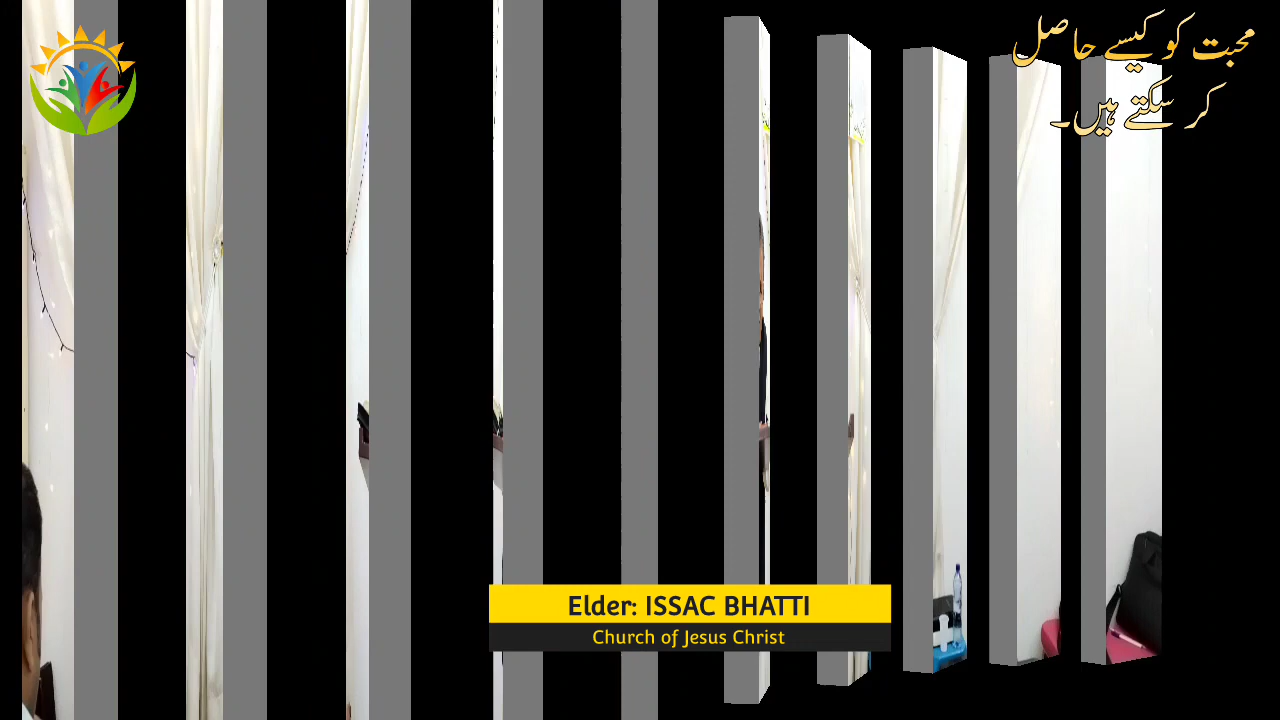 محبت کو کیسے حاصل
کر سکتے ہیں۔
Elder: ISSAC BHATTI
Church of Jesus Christ